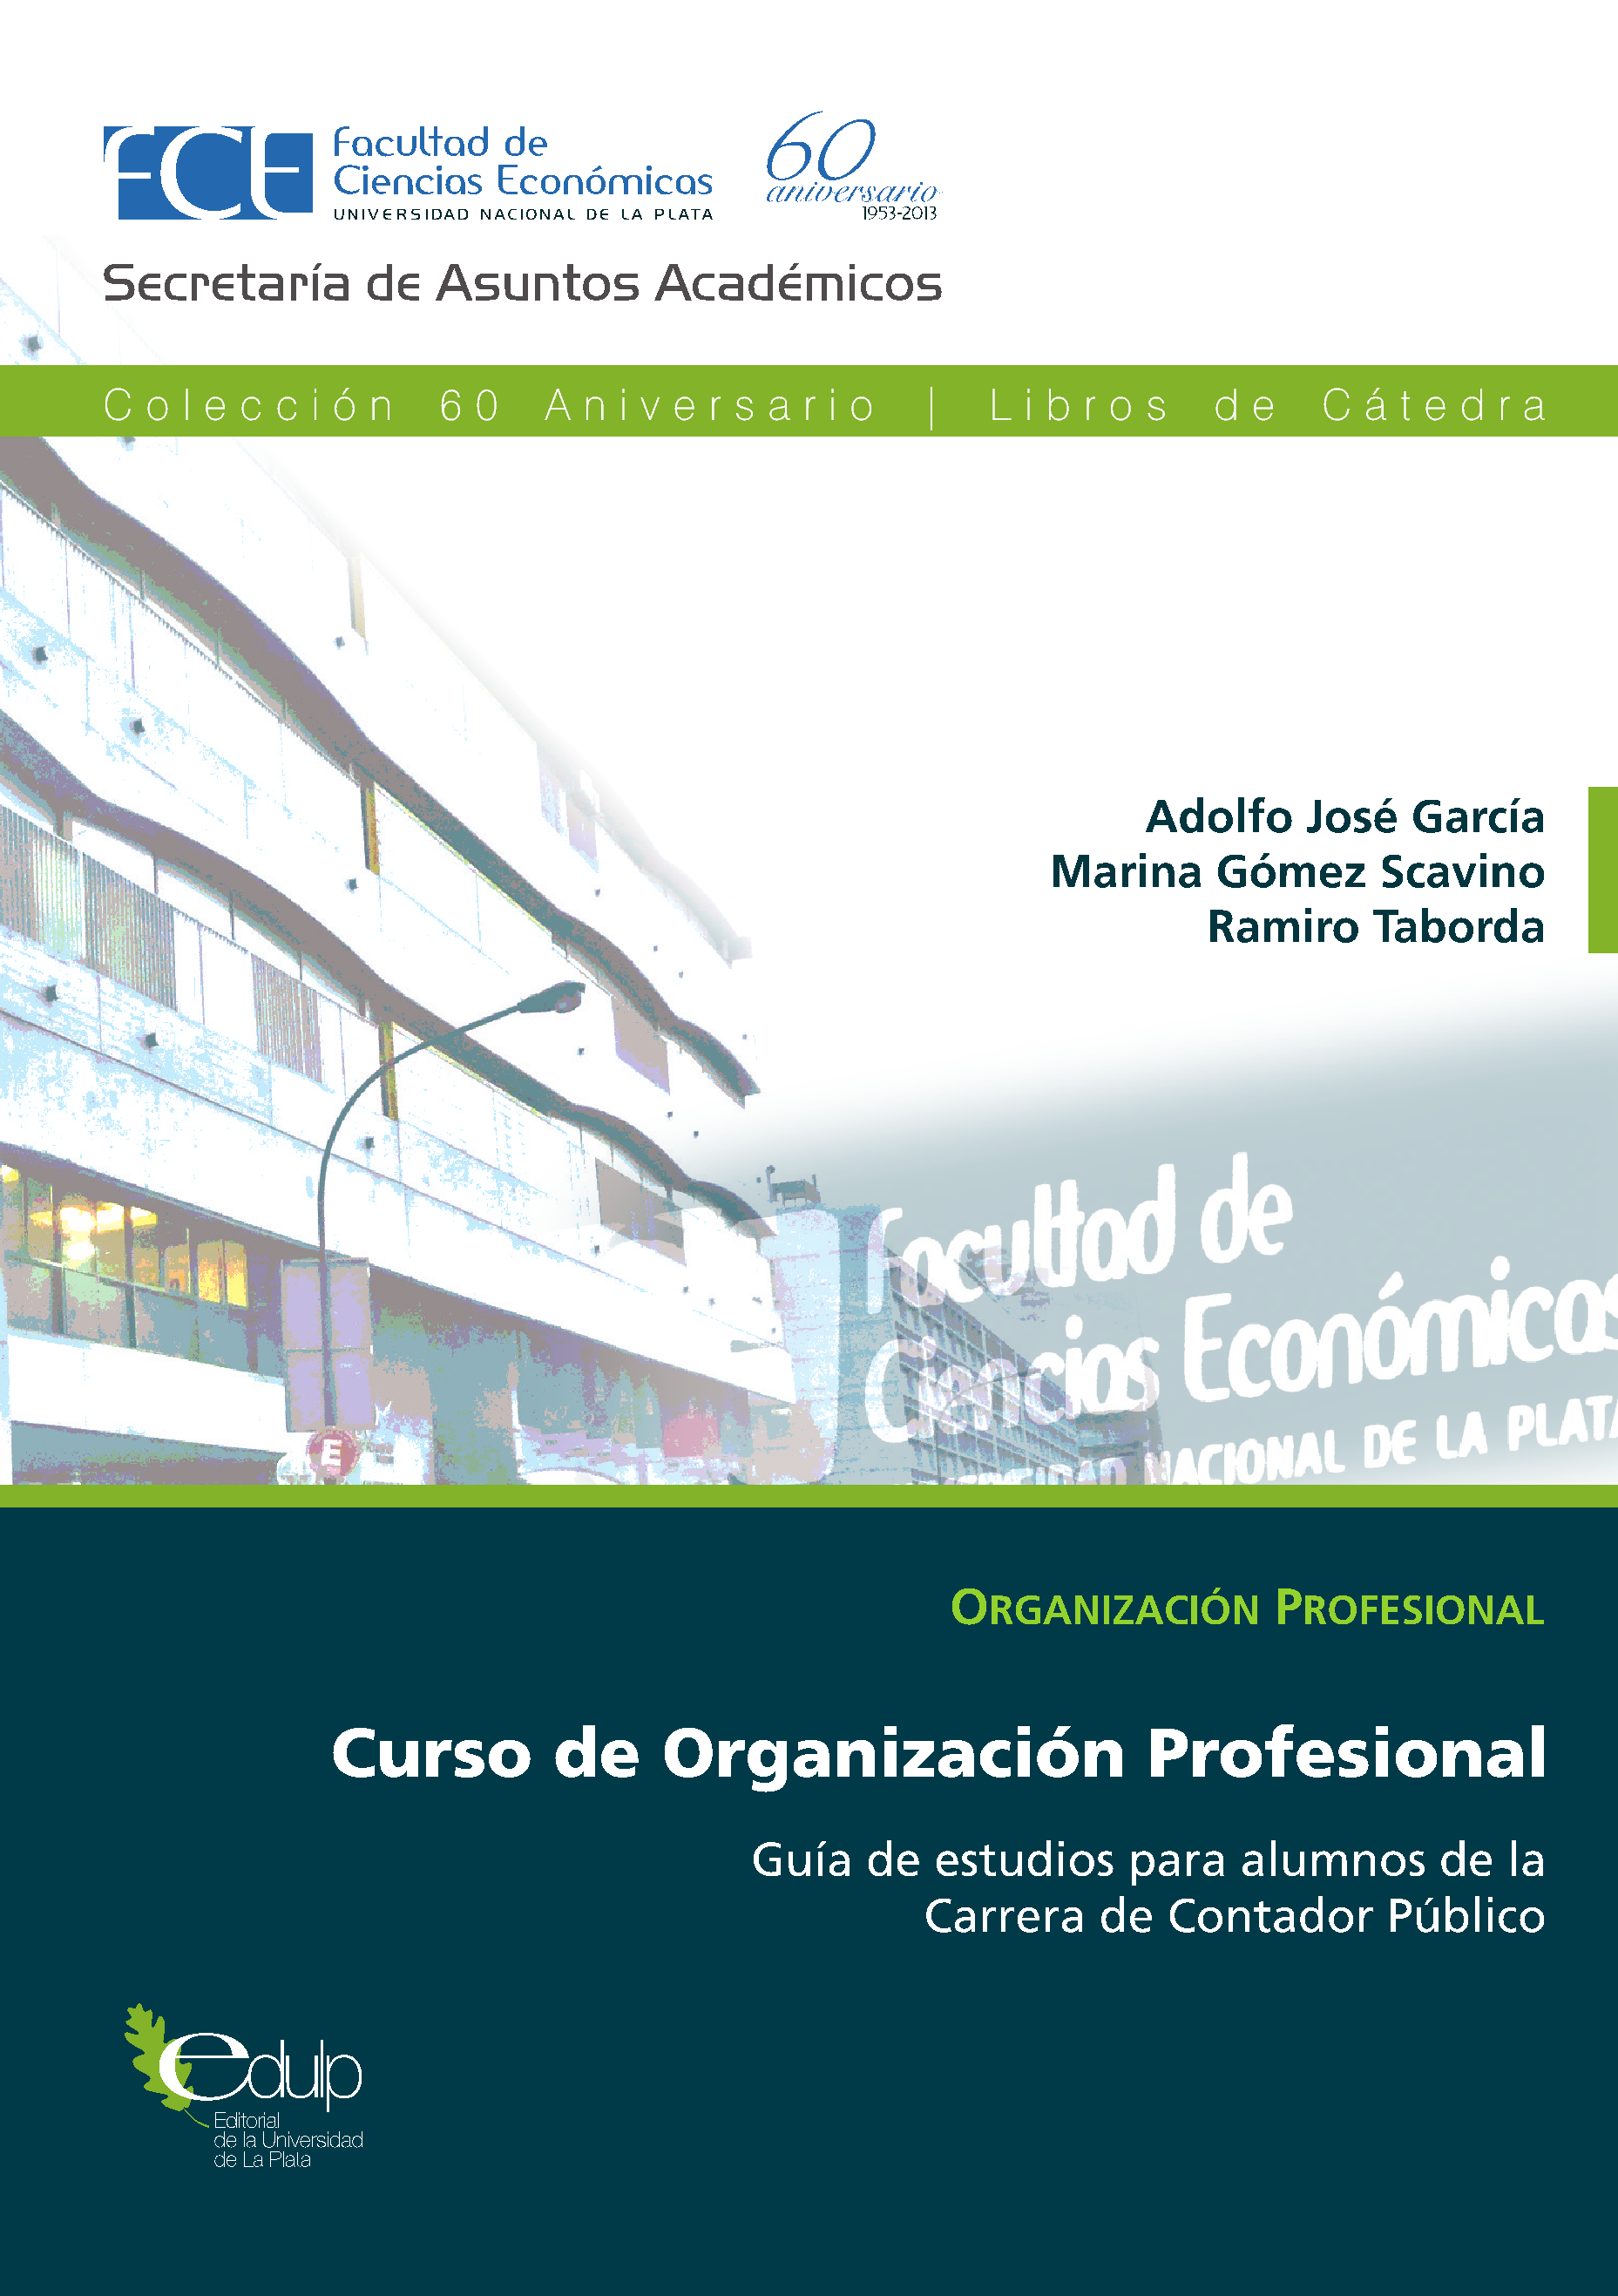 FCE
Facultad de
Ciencias Económicas
UNIVERSIDAD NACIONAL DE LA PLATA
60
aniversario
1953-2013
Secretaría de Asuntos Académicos
Colección 60 Aniversario | Libros de Cátedra
Adolfo José García
Marina Gómez Scavino
Ramiro Taborda
Facultad de
Ciencias Económicas
UNIVERSIDAD NACIONAL DE LA PLATA
E
ORGANIZACIÓN PROFESIONAL
Curso de Organización Profesional
Guía de estudios para alumnos de la
Carrera de Contador Público
edulp
Editorial
de la Universidad
de La Plata